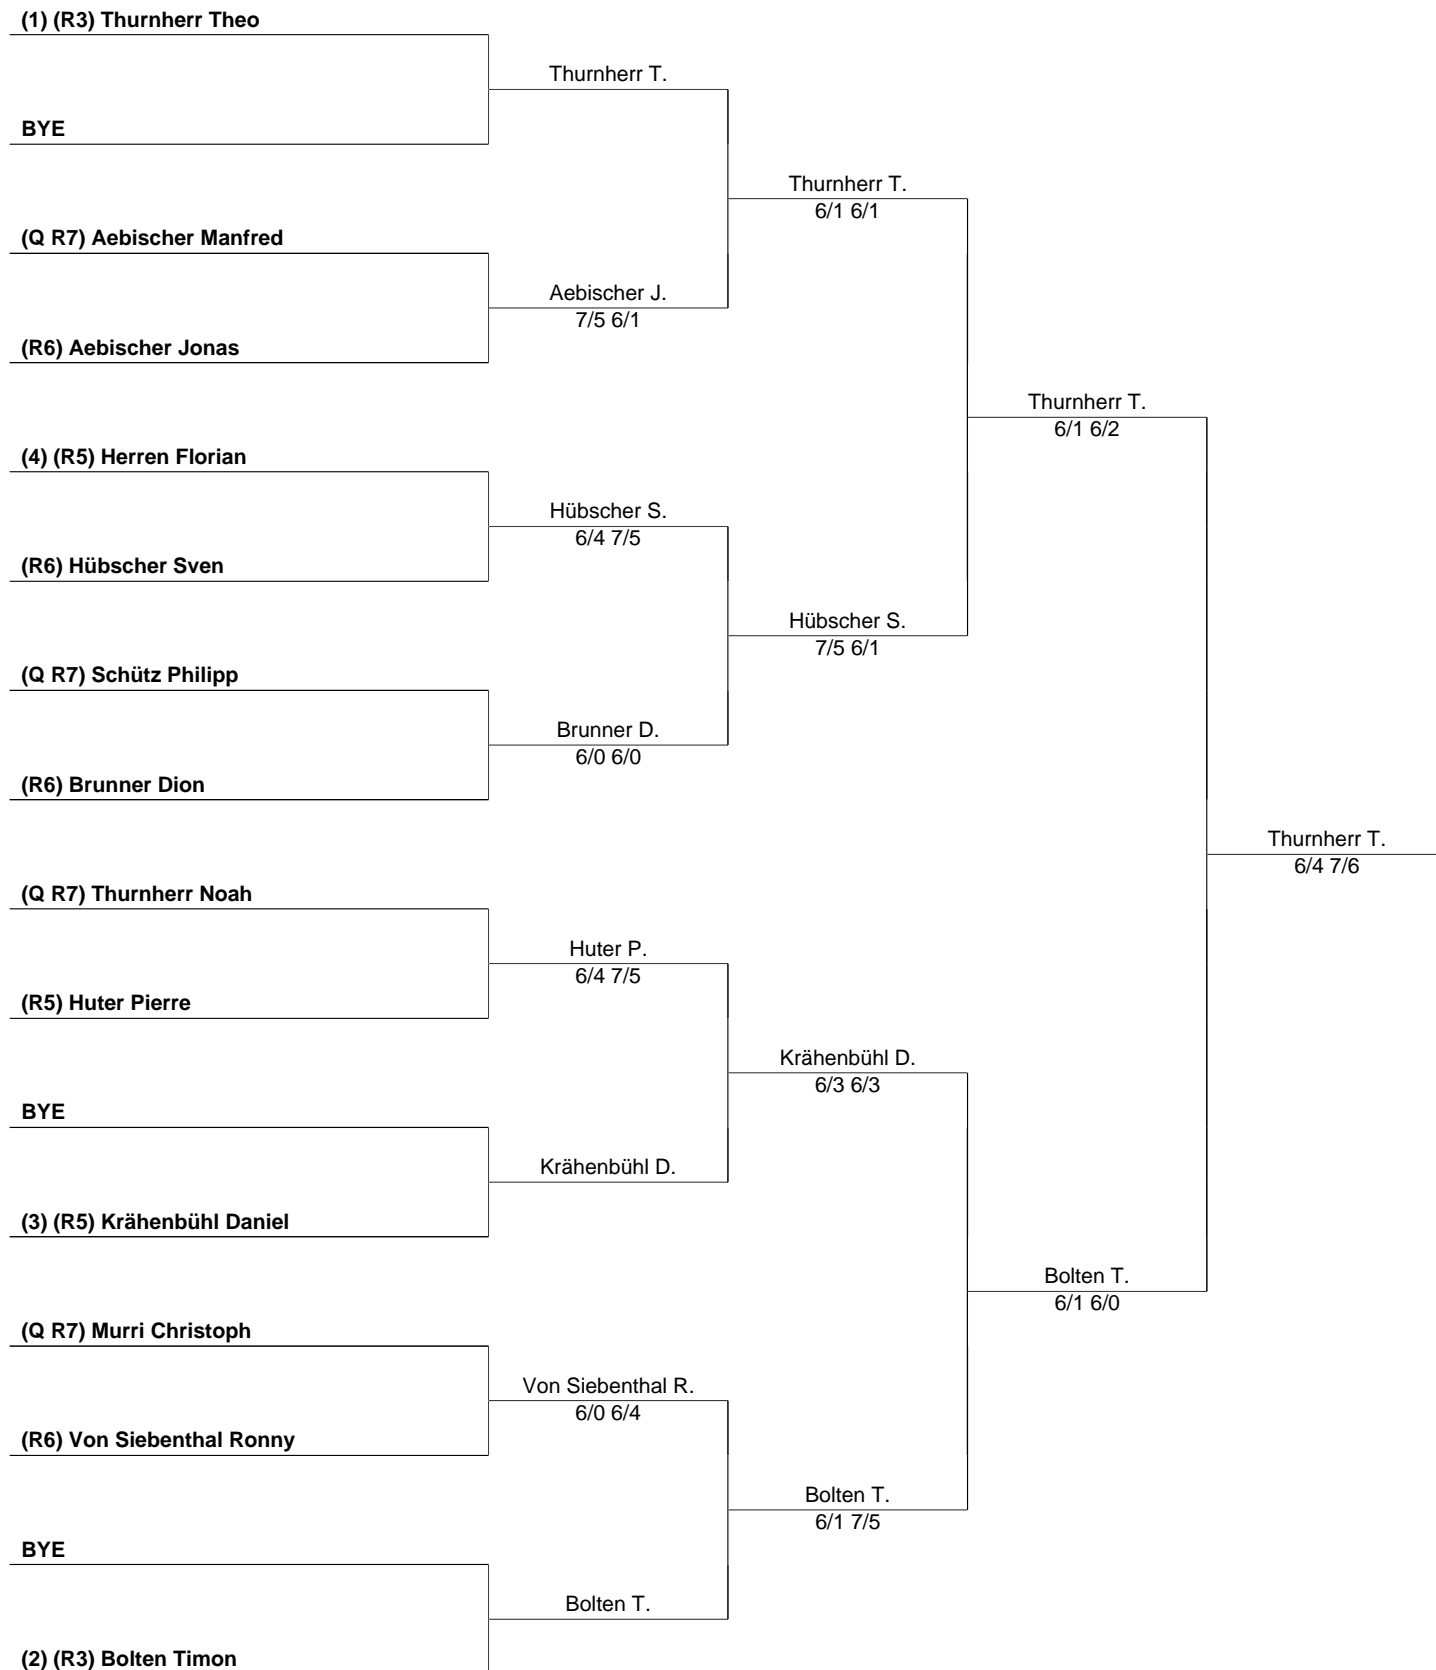 (1) (R3) Thurnherr Theo
Thurnherr T.
BYE
Thurnherr T.
6/1 6/1
(Q R7) Aebischer Manfred
Aebischer J.
7/5 6/1
(R6) Aebischer Jonas
Thurnherr T.
6/1 6/2
(4) (R5) Herren Florian
Hübscher S.
6/4 7/5
(R6) Hübscher Sven
Hübscher S.
7/5 6/1
(Q R7) Schütz Philipp
Brunner D.
6/0 6/0
(R6) Brunner Dion
Thurnherr T.
6/4 7/6
(Q R7) Thurnherr Noah
Huter P.
6/4 7/5
(R5) Huter Pierre
Krähenbühl D.
6/3 6/3
BYE
Krähenbühl D.
(3) (R5) Krähenbühl Daniel
Bolten T.
6/1 6/0
(Q R7) Murri Christoph
Von Siebenthal R.
6/0 6/4
(R6) Von Siebenthal Ronny
Bolten T.
6/1 7/5
BYE
Bolten T.
(2) (R3) Bolten Timon